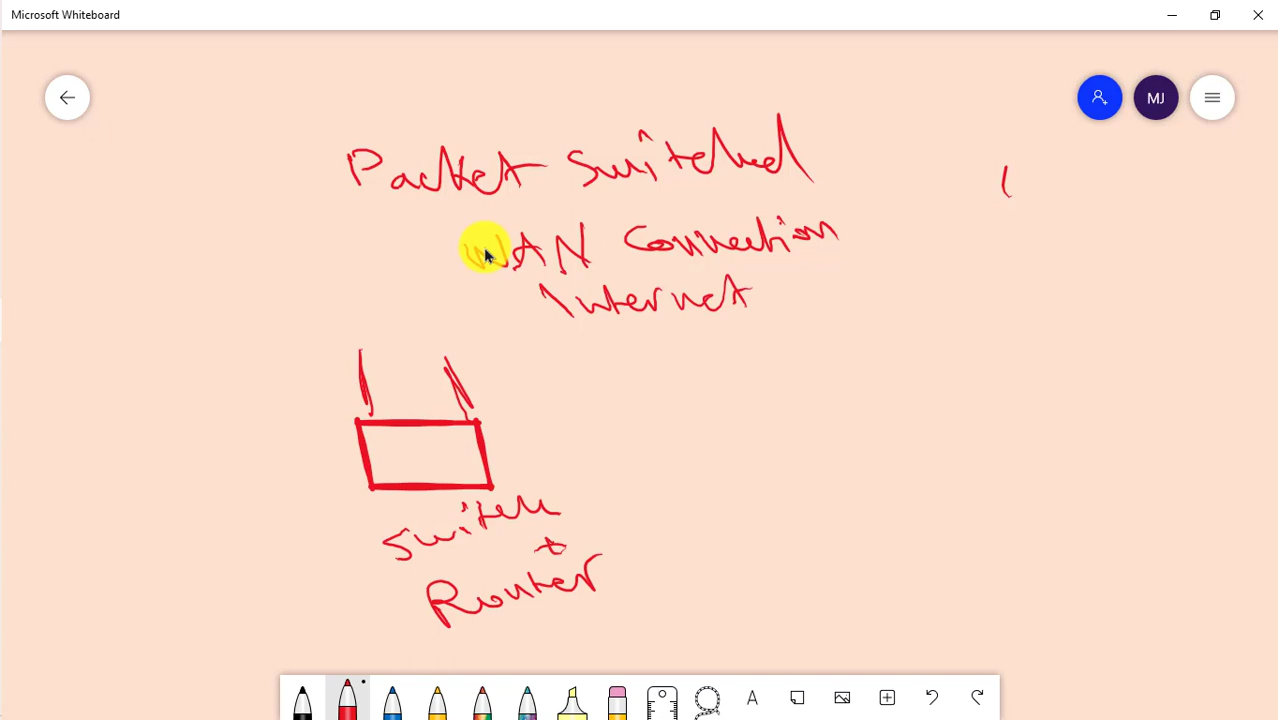 Microsoft Whiteboard
MJ
Packet Switched
WAN Connection
Internet
Switch
+
Router
A